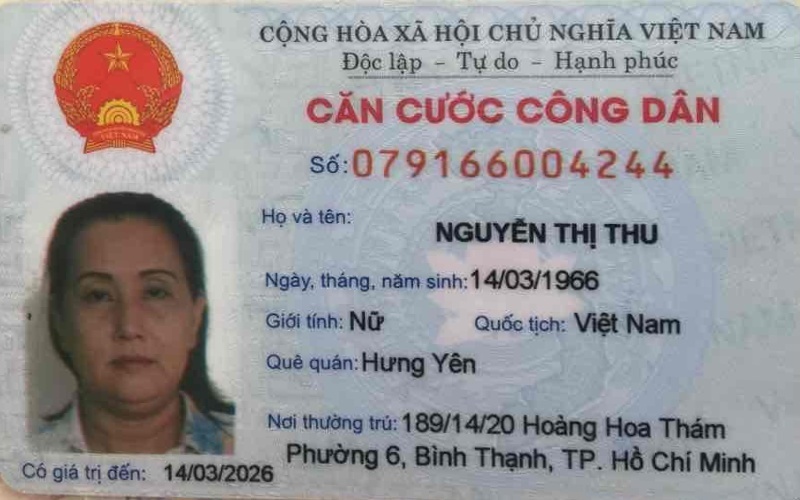 CỘNG HÒA XÃ HỘI CHỦ NGHĨA VIỆT NAM
Độc lập – Tự do – Hạnh phúc
CĂN CƯỚC CÔNG DÂN
Số: 079166004244
Họ và tên:
NGUYỄN THỊ THU
Ngày, tháng, năm sinh: 14/03/1966
Giới tính: Nữ Quốc tịch: Việt Nam
Quê quán: Hưng Yên
Nơi thường trú: 189/14/20 Hoàng Hoa Thám
Phường 6, Bình Thạnh, TP. Hồ Chí Minh
Có giá trị đến: 14/03/2026